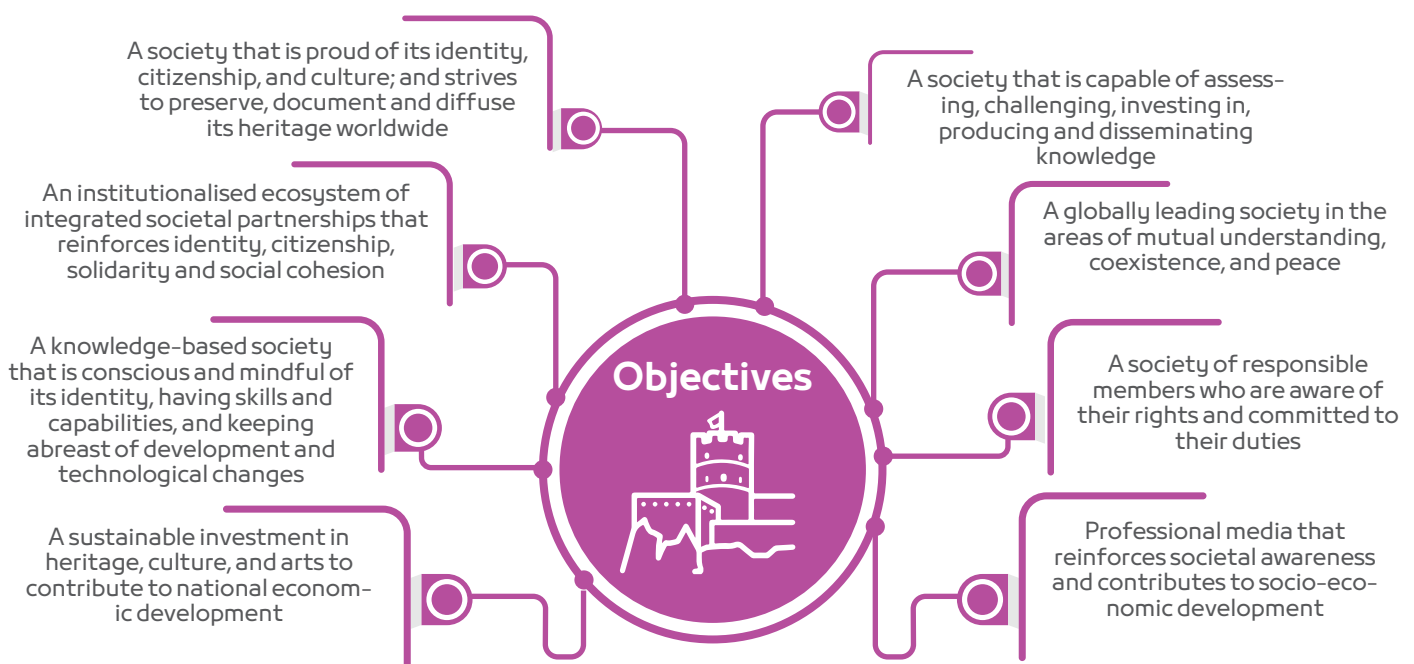 A society that is proud of its identity,
citizenship, and culture; and strives
to preserve, document and diffuse
its heritage worldwide
An institutionalised ecosystem of
integrated societal partnerships that
reinforces identity, citizenship,
solidarity and social cohesion
A knowledge-based society
that is conscious and mindful of
its identity, having skills and
capabilities, and keeping
abreast of development and
technological changes
A sustainable investment in
heritage, culture, and arts to
contribute to national econom-
ic development
Objectives
A society that is capable of assess-
ing, challenging, investing in,
producing and disseminating
knowledge
A globally leading society in the
areas of mutual understanding,
coexistence, and peace
A society of responsible
members who are aware of
their rights and committed to
their duties
Professional media that
reinforces societal awareness
and contributes to socio-eco-
nomic development